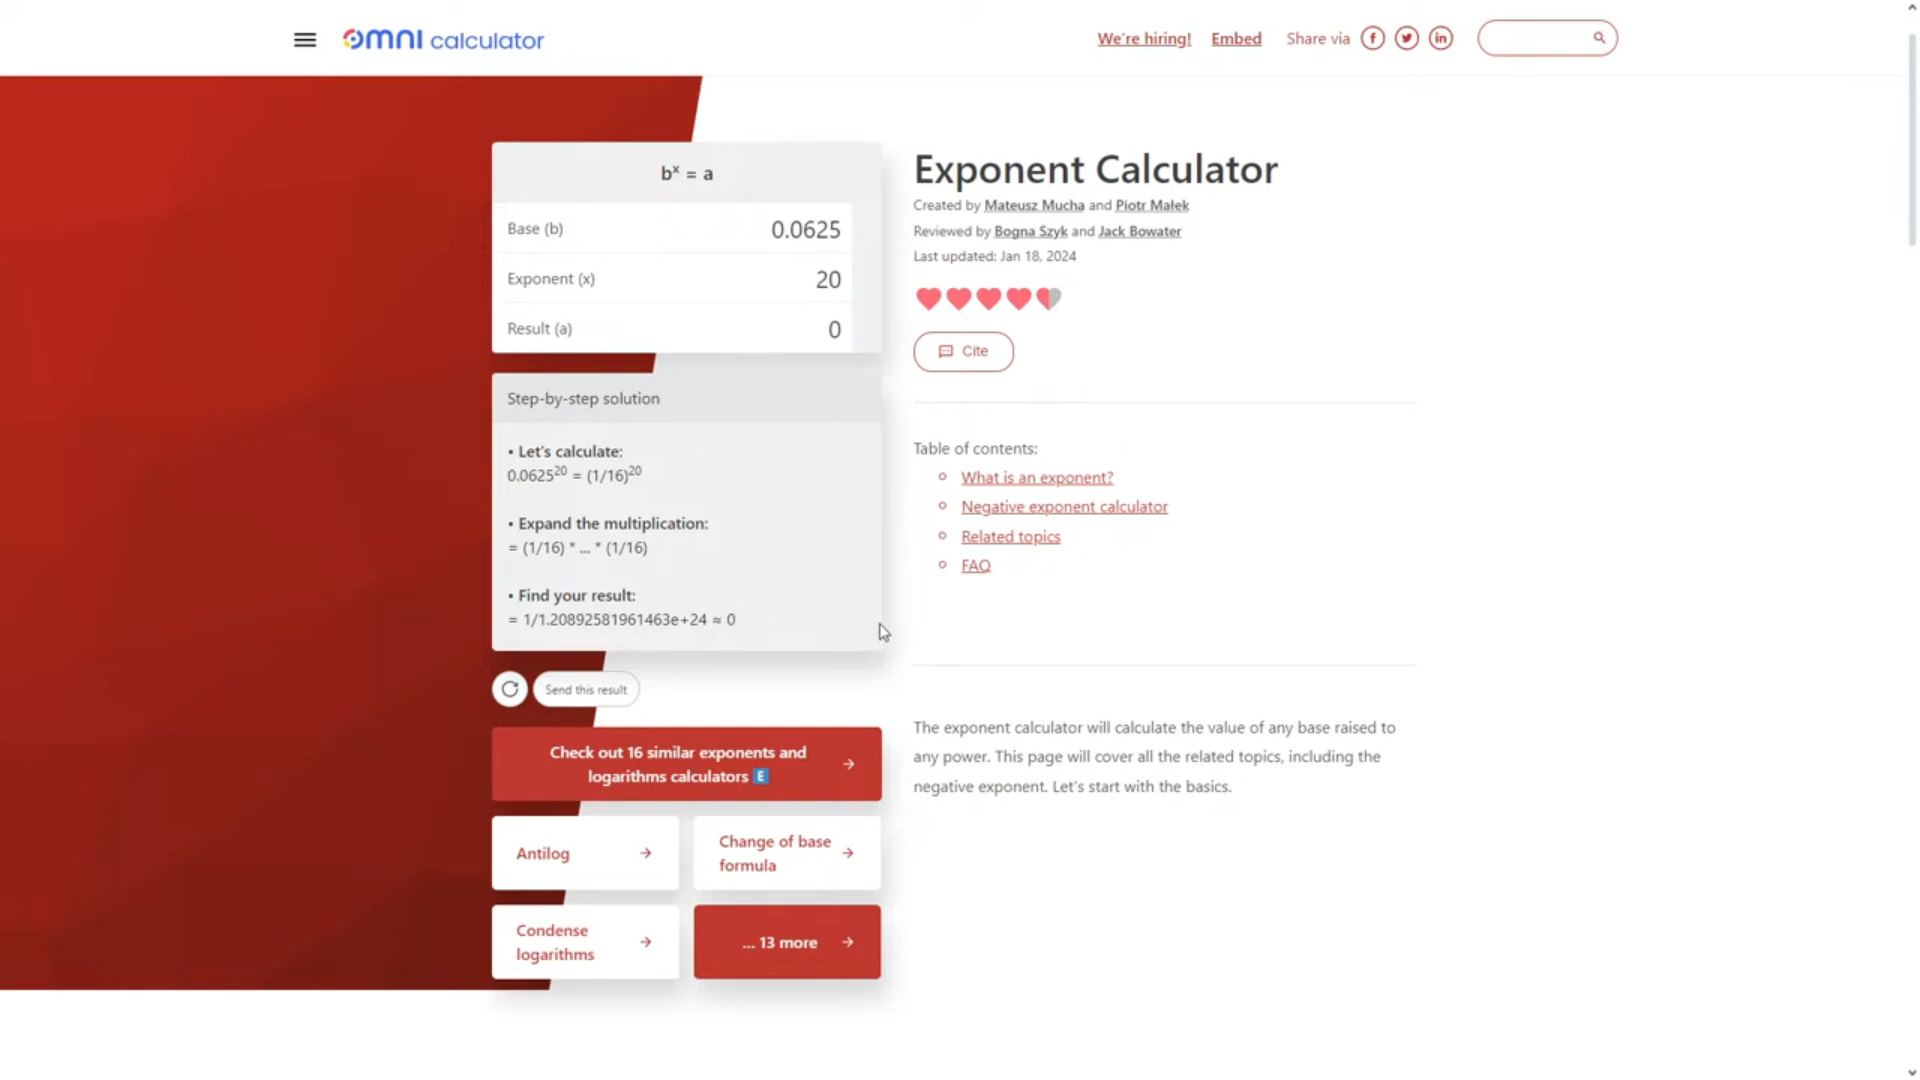 OMNI calculator
We're hiring!
Embed
Share via
b^x = a
Base (b) 0.0625
Exponent (x) 20
Result (a) 0
Step-by-step solution
• Let's calculate:
0.0625^20 = (1/16)^20
• Expand the multiplication:
= (1/16) * ... * (1/16)
• Find your result:
= 1/1.20892581961463e+24 ≈ 0
Send this result
Check out 16 similar exponents and
logarithms calculators E
Antilog
Change of base
formula
Condense
logarithms
... 13 more
Exponent Calculator
Created by Mateusz Mucha and Piotr Małek
Reviewed by Bogna Szyk and Jack Bowater
Last updated: Jan 18, 2024
Cite
Table of contents:
What is an exponent?
Negative exponent calculator
Related topics
FAQ
The exponent calculator will calculate the value of any base raised to
any power. This page will cover all the related topics, including the
negative exponent. Let's start with the basics.